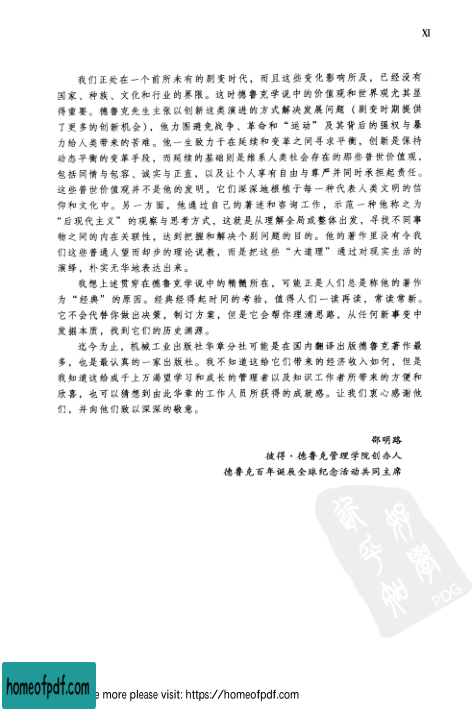 XI
我们正处在一个前所未有的剧变时代，而且这些变化影响所及，已经没有
国家、种族、文化和行业的界限。这时德鲁克学说中的价值观和世界观尤其显
得重要。德鲁克先生主张以创新这类演进的方式解决发展问题（剧变时期提供
了更多的创新机会），他力图避免战争、革命和“运动”及其背后的强权与暴
力给人类带来的苦难。他一生致力于在延续和变革之间寻求平衡，创新是保持
动态平衡的变革手段，而延续的基础则是维系人类社会存在的那些普世价值观，
包括同情与包容、诚实与正直，以及让个人享有自由与尊严并同时承担起责任。
这些普世价值观并不是他的发明，它们深深地根植于每一种代表人类文明的信
仰和文化中。另一方面，他通过自己的著述和咨询工作，示范一种他称之为
“后现代主义”的观察与思考方式，这就是从理解全局或整体出发，寻找不同事
物之间的内在关联性，达到把握和解决个别问题的目的。他的著作里没有令我
们这些普通人望而却步的理论说教，而是把这些“大道理”通过对现实生活的
演绎，朴实无华地表达出来。
我想上述贯穿在德鲁克学说中的精髓所在，可能正是人们总是称他的著作
为“经典”的原因。经典经得起时间的考验，值得人们一读再读，常读常新。
它不会代替你做出决策，制订方案，但是它会帮你理清思路，从任何新事变中
发掘本质，找到它们的历史渊源。
迄今为止，机械工业出版社华章分社可能是在国内翻译出版德鲁克著作最
多，也是最认真的一家出版社。我不知道这给它们带来的经济收入如何，但是
我知道这给成千上万渴望学习和成长的管理者以及知识工作者所带来的方便和
欣喜，也可以猜想到由此华章的工作人员所获得的成就感。让我们衷心感谢他
们，并向他们致以深深的敬意。
邵明路
彼得·德鲁克管理学院创办人
德鲁克百年诞辰全球纪念活动共同主席
PDG
homeofpdf.com
e more please visit: https://homeofpdf.com